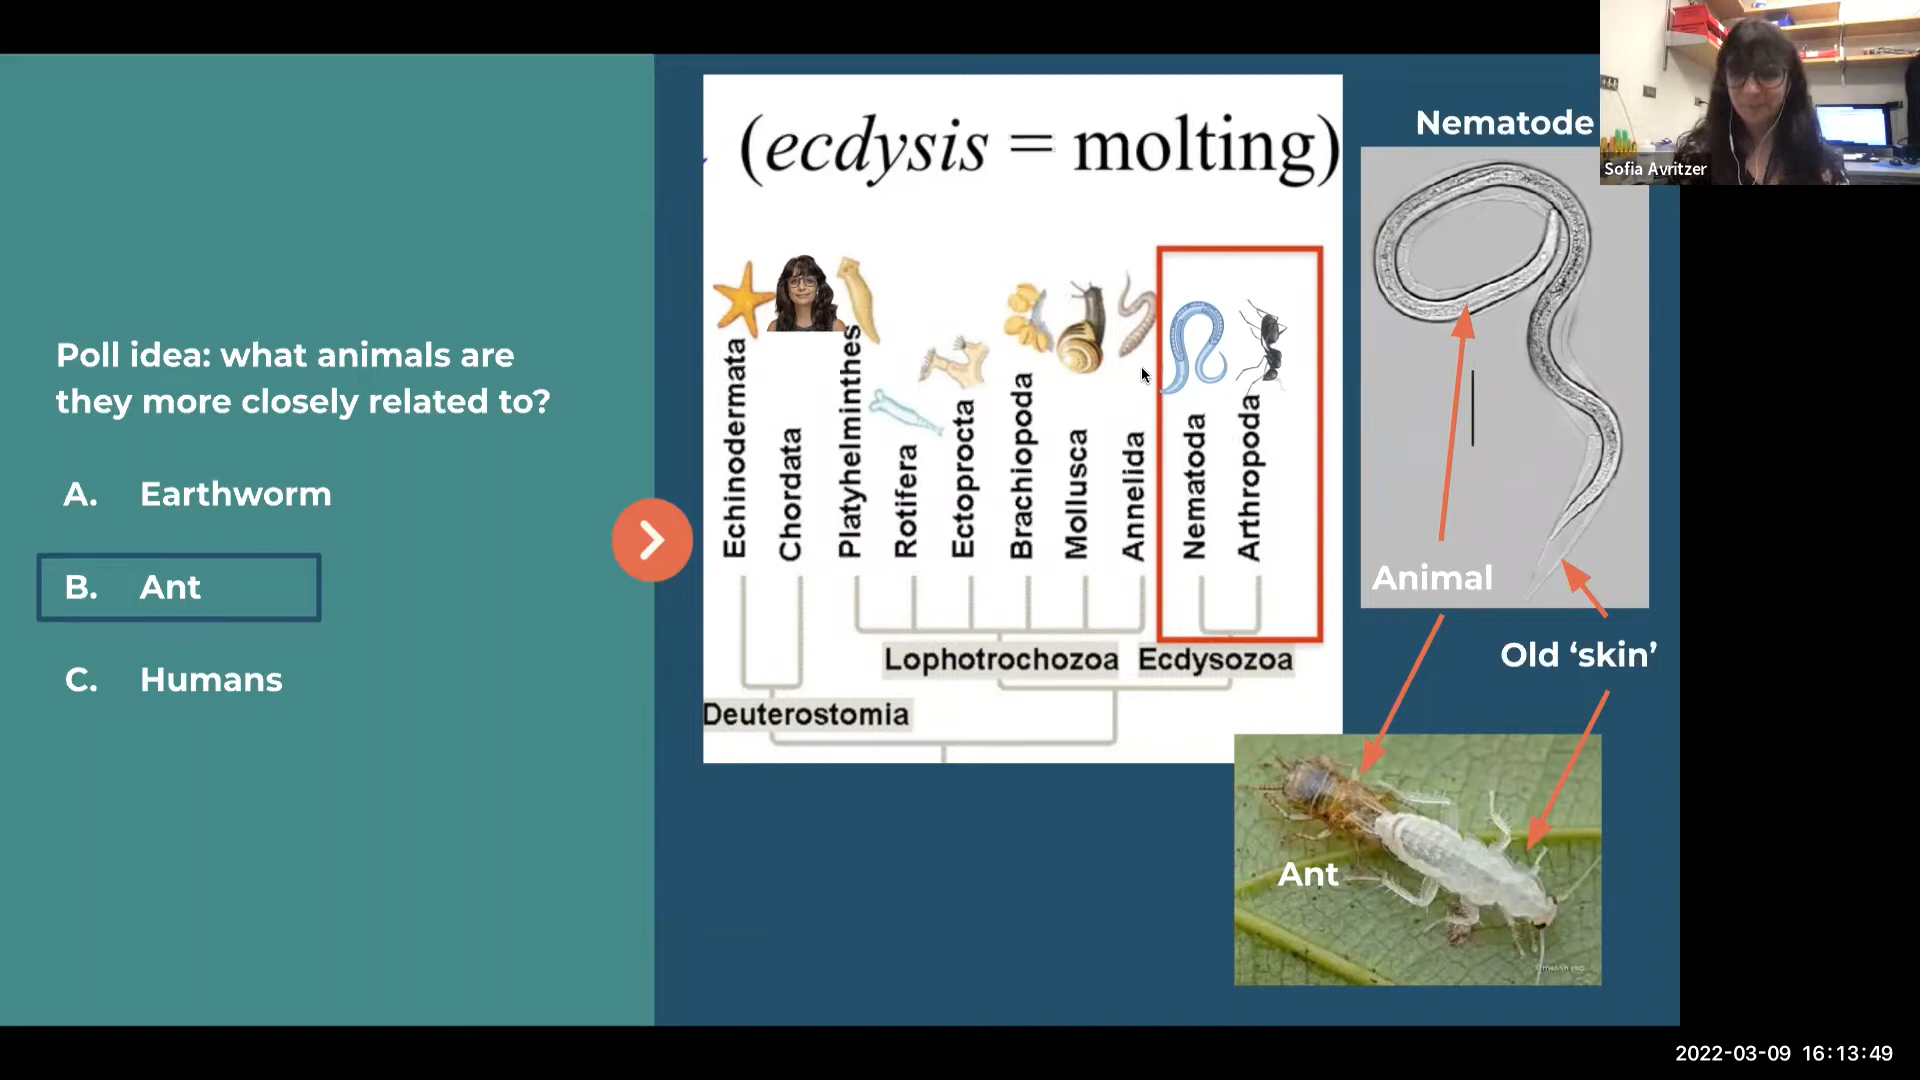 Poll idea: what animals are
they more closely related to?
A. Earthworm
B. Ant
C. Humans
(ecdysis = molting)
Echinodermata
Chordata
Platyhelminthes
Rotifera
Ectoprocta
Brachiopoda
Mollusca
Annelida
Nematoda
Arthropoda
Lophotrochozoa
Ecdysozoa
Deuterostomia
Nematode
Animal
Old ‘skin’
Ant
Sofia Avritzer
2022-03-09 16:13:49